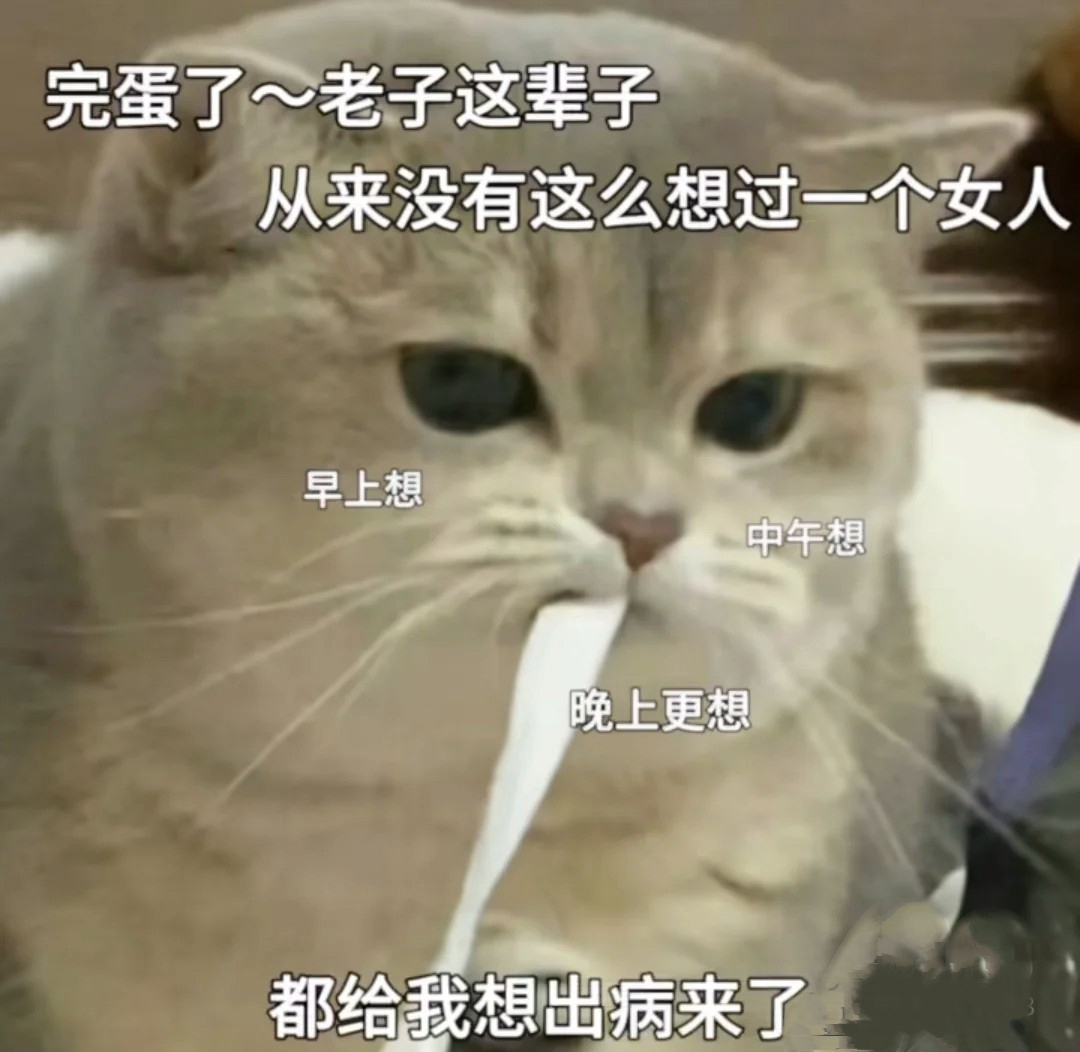 完蛋了～老子这辈子
从来没有这么想过一个女人
早上想
中午想
晚上更想
都给我想出病来了